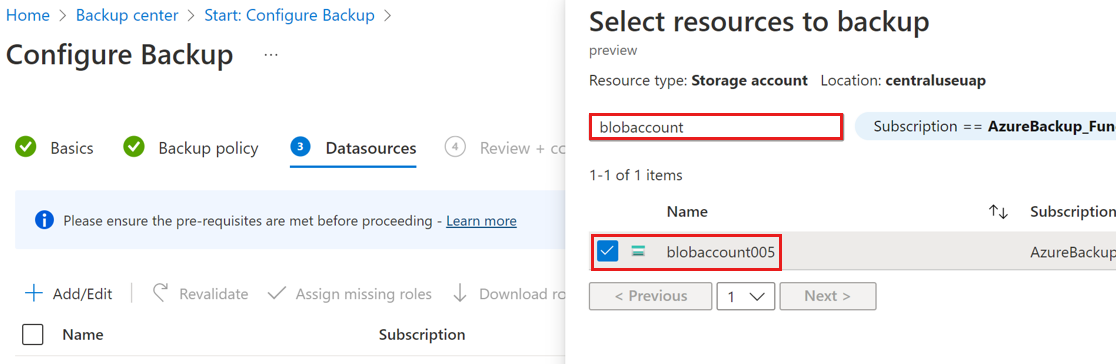 Home > Backup center > Start: Configure Backup >
Configure Backup ...
Basics
Backup policy
3 Datasources
4 Review +
Please ensure the pre-requisites are met before proceeding - Learn more
Add/Edit
Revalidate
Assign missing roles
Download
Name
Subscription
Select resources to backup
preview
Resource type: Storage account Location: centraluseuap
blobaccount
Subscription == AzureBackup_Fun
1-1 of 1 items
Name
Subscription
blobaccount005
AzureBackup
< Previous
1
Next >